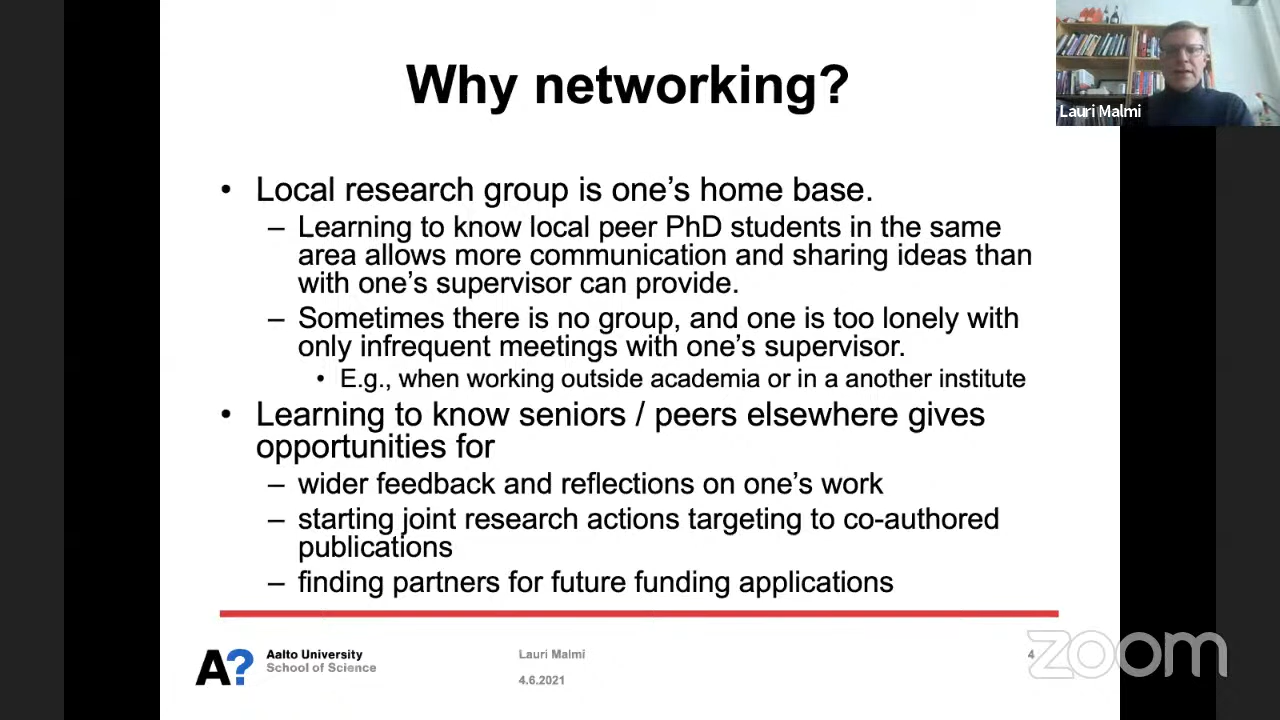 Why networking?
Lauri Malmi
• Local research group is one's home base.
– Learning to know local peer PhD students in the same
area allows more communication and sharing ideas than
with one's supervisor can provide.
– Sometimes there is no group, and one is too lonely with
only infrequent meetings with one's supervisor.
• E.g., when working outside academia or in a another institute
• Learning to know seniors / peers elsewhere gives
opportunities for
– wider feedback and reflections on one's work
– starting joint research actions targeting to co-authored
publications
– finding partners for future funding applications
A?
Aalto University
School of Science
Lauri Malmi
4.6.2021
4
zoom